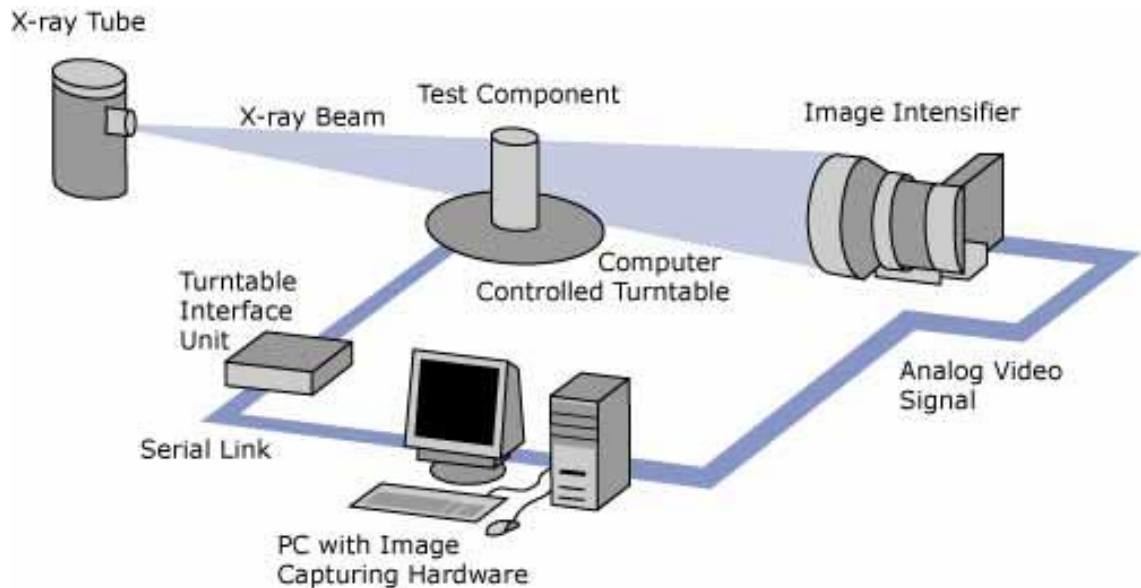 X-ray Tube
Test Component
X-ray Beam
Image Intensifier
Computer
Controlled Turntable
Turntable
Interface
Unit
Analog Video
Signal
Serial Link
PC with Image
Capturing Hardware